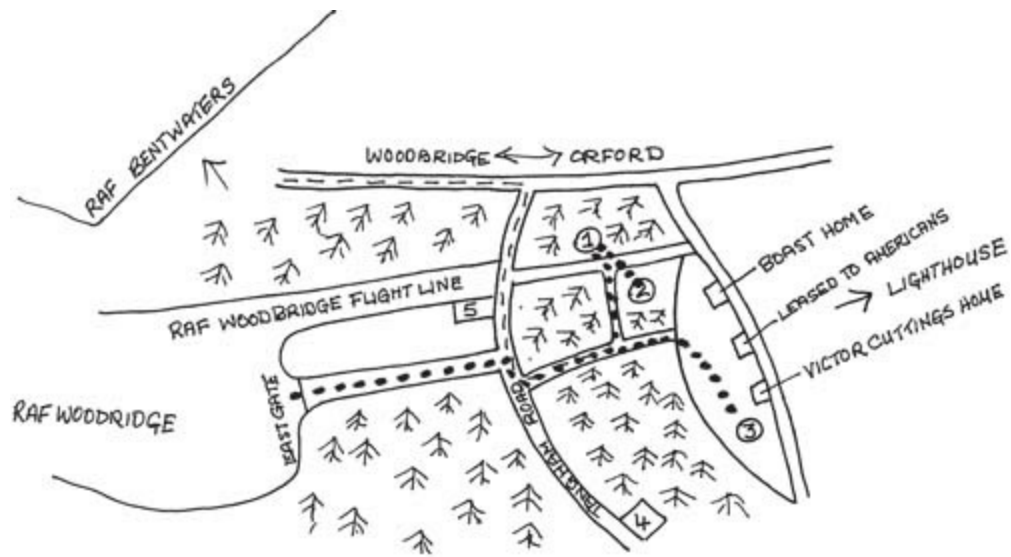 RAF BENTWATERS
WOODBRIDGE ORFORD
BOAST HOME
LEASED TO AMERICANS
LIGHTHOUSE
VICTOR CUTTINGS HOME
1
2
RAF WOODBRIDGE FLIGHT LINE
5
EAST GATE
RAF WOODRIDGE
TANGHAM ROAD
3
4